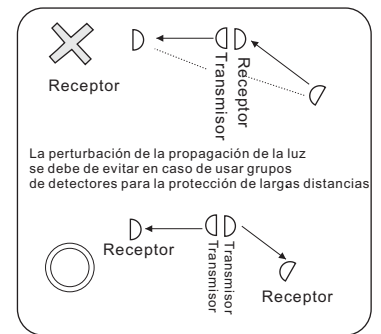 Receptor
Transmisor
Receptor
La perturbación de la propagación de la luz
se debe de evitar en caso de usar grupos
de detectores para la protección de largas distancias
Receptor
Transmisor
Transmisor
Receptor